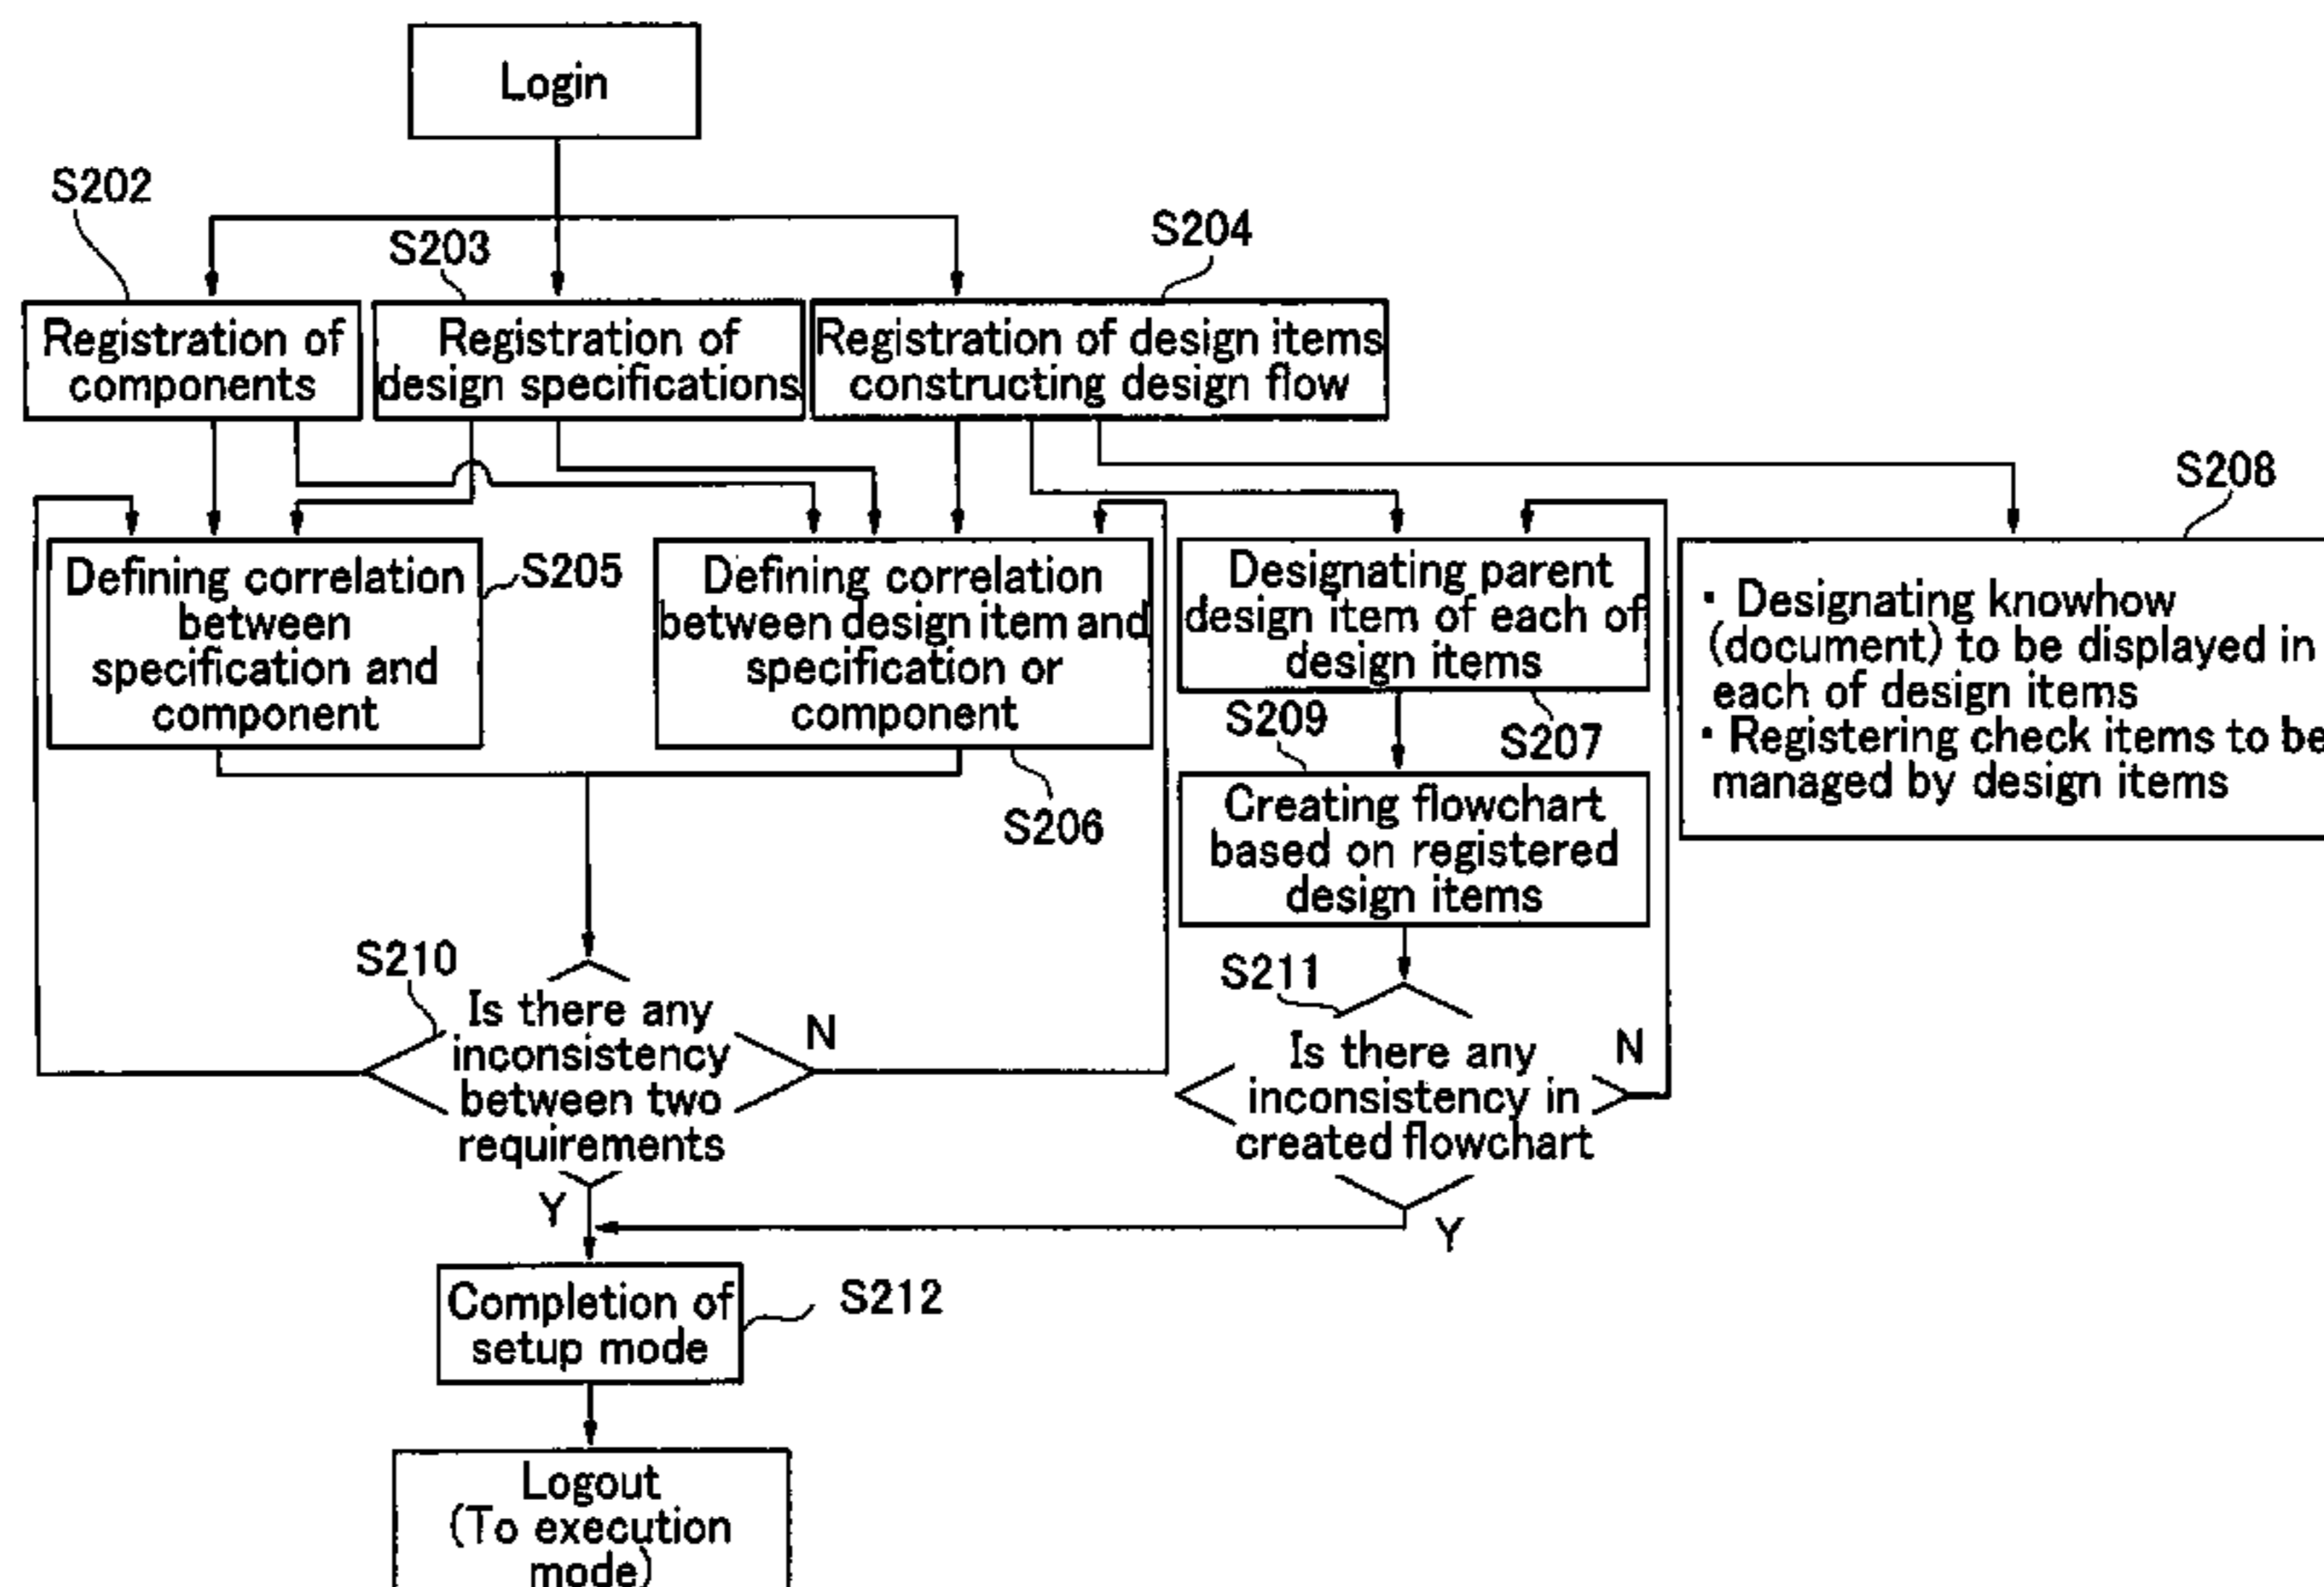 Login
S202
S203
S204
Registration of
components
Registration of
design specifications
Registration of design items
constructing design flow
S208
Defining correlation
between
specification and
component
S205
Defining correlation
between design item and
specification or
component
S206
Designating parent
design item of each of
design items
S207
・Designating knowhow
(document) to be displayed in
each of design items
・Registering check items to be
managed by design items
S209
Creating flowchart
based on registered
design items
S210
Is there any
inconsistency
between two
requirements
N
Y
S211
Is there any
inconsistency in
created flowchart
N
Y
Completion of
setup mode
S212
Logout
(To execution
mode)